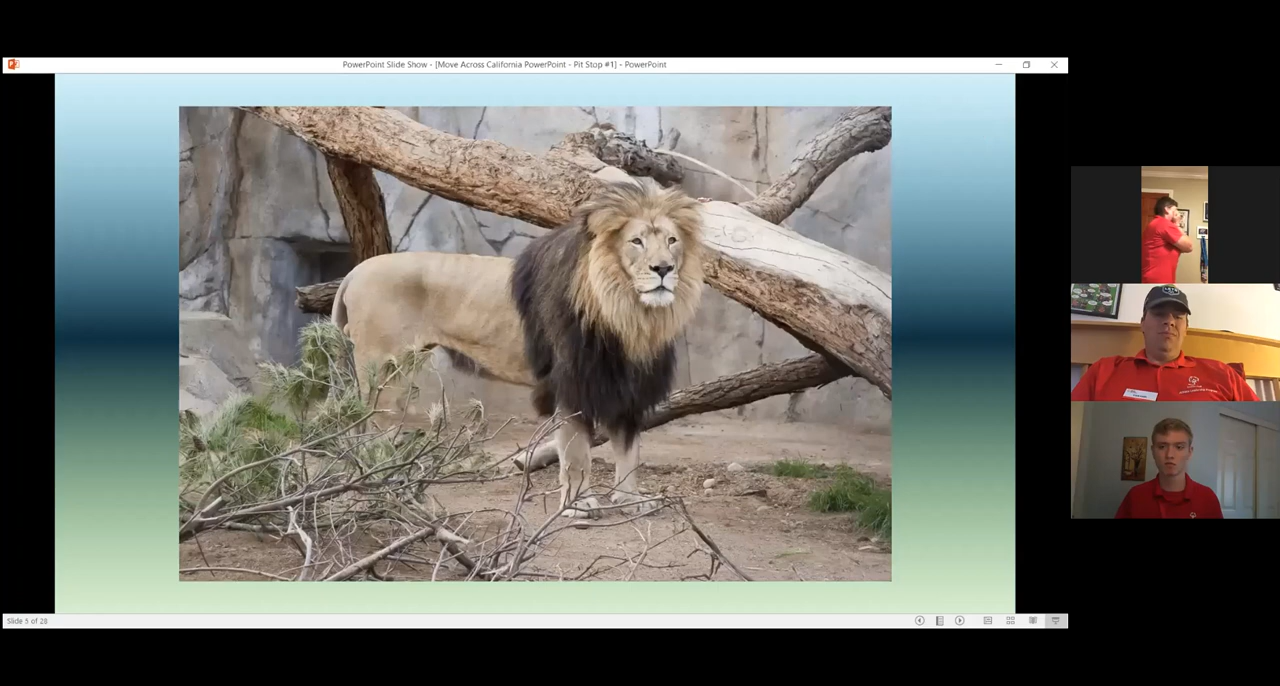 PowerPoint Slide Show - [Move Across California PowerPoint - Pit Stop #1] - PowerPoint
Slide 5 of 28